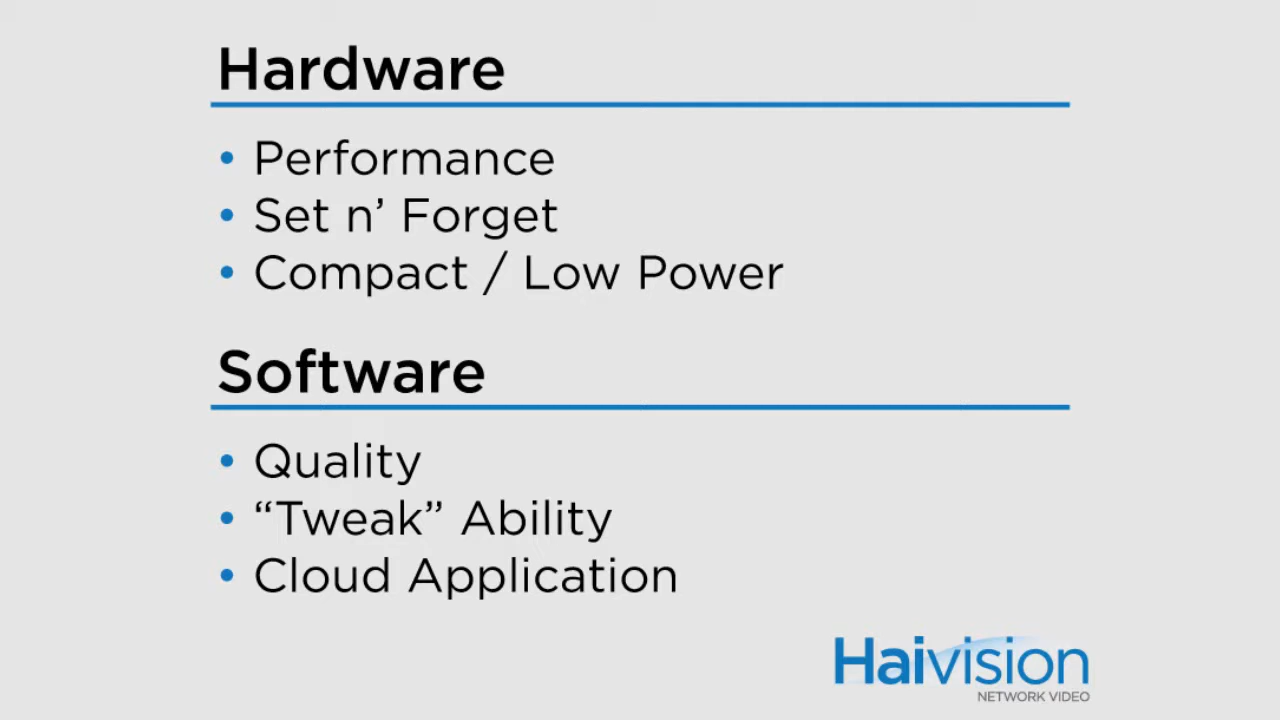 Hardware
• Performance
• Set n’ Forget
• Compact / Low Power
Software
• Quality
• “Tweak” Ability
• Cloud Application
Haivision
NETWORK VIDEO